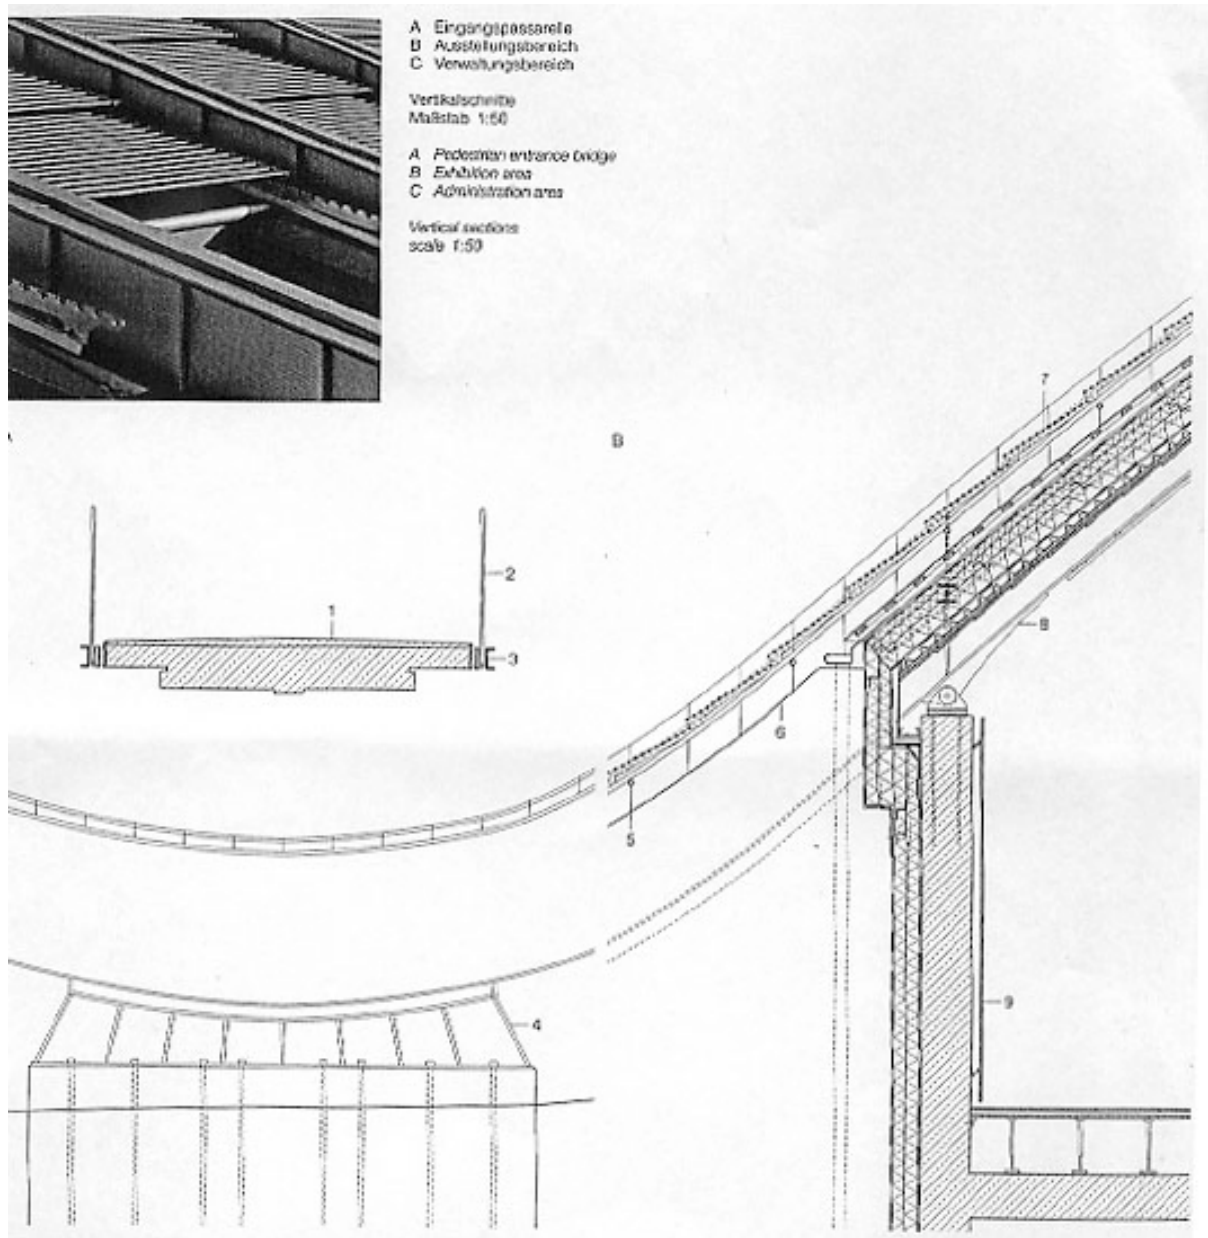 A Eingangspassarelle
B Ausstellungsbereich
C Verwaltungsbereich
Vertikalschnitte
Maßstab 1:50
A Pedestrian entrance bridge
B Exhibition area
C Administration area
Vertical sections
scale 1:50
7
B
2
1
3
8
6
5
4
9